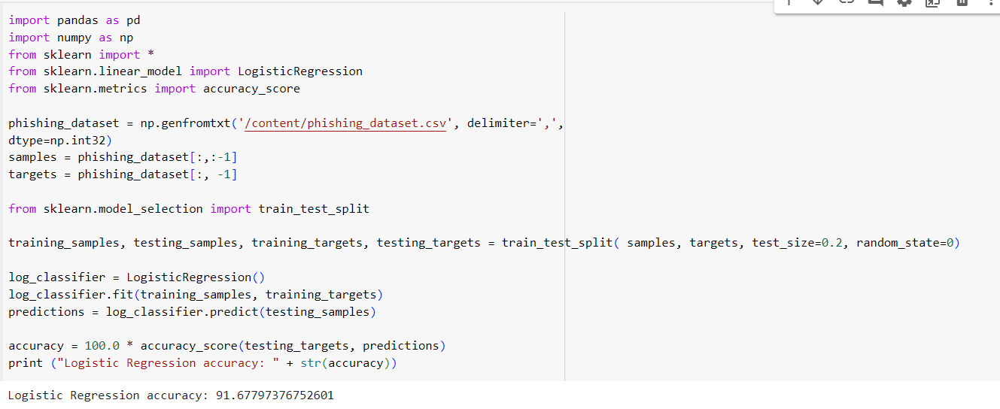 import pandas as pd
import numpy as np
from sklearn import *
from sklearn.linear_model import LogisticRegression
from sklearn.metrics import accuracy_score
phishing_dataset = np.genfromtxt('/content/phishing_dataset.csv', delimiter=',',
dtype=np.int32)
samples = phishing_dataset[:,:-1]
targets = phishing_dataset[:, -1]
from sklearn.model_selection import train_test_split
training_samples, testing_samples, training_targets, testing_targets = train_test_split( samples, targets, test_size=0.2, random_state=0)
log_classifier = LogisticRegression()
log_classifier.fit(training_samples, training_targets)
predictions = log_classifier.predict(testing_samples)
accuracy = 100.0 * accuracy_score(testing_targets, predictions)
print ("Logistic Regression accuracy: " + str(accuracy))
Logistic Regression accuracy: 91.67797376752601